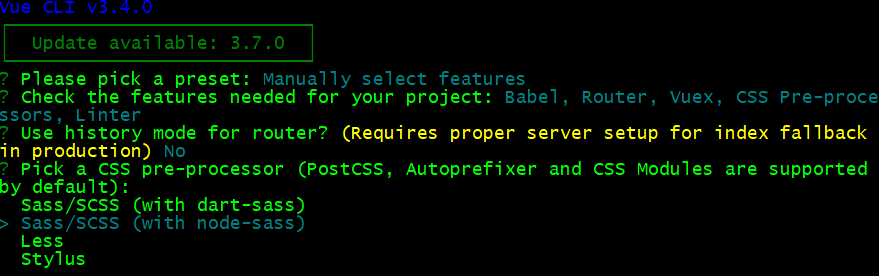 Vue CLI v3.4.0
Update available: 3.7.0
? Please pick a preset: Manually select features
? Check the features needed for your project: Babel, Router, Vuex, CSS Pre-proce
ssors, Linter
? Use history mode for router? (Requires proper server setup for index fallback
in production) No
? Pick a CSS pre-processor (PostCSS, Autoprefixer and CSS Modules are supported
by default):
Sass/SCSS (with dart-sass)
> Sass/SCSS (with node-sass)
Less
Stylus